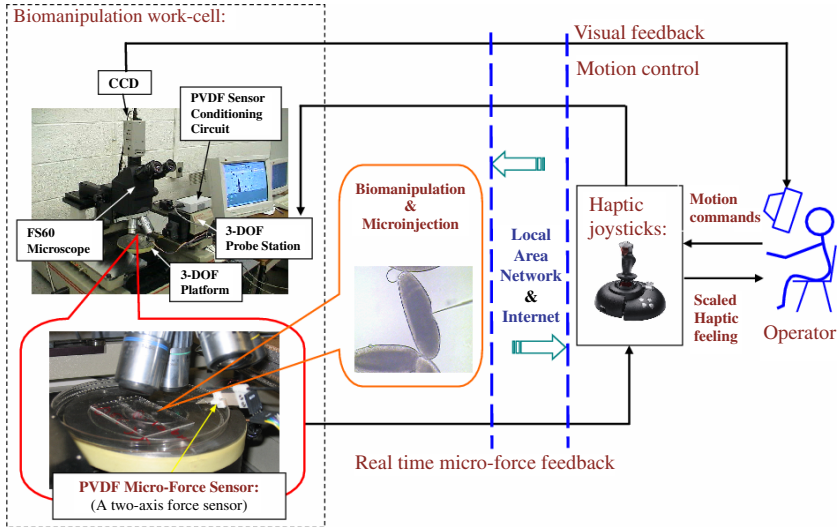 Biomanipulation work-cell:
Visual feedback
CCD
Motion control
PVDF Sensor
Conditioning
Circuit
Biomanipulation
&
Microinjection
Haptic
joysticks:
Motion
commands
FS60
Microscope
3-DOF
Probe Station
3-DOF
Platform
Local
Area
Network
&
Internet
Scaled
Haptic
feeling
Operator
Real time micro-force feedback
PVDF Micro-Force Sensor:
(A two-axis force sensor)